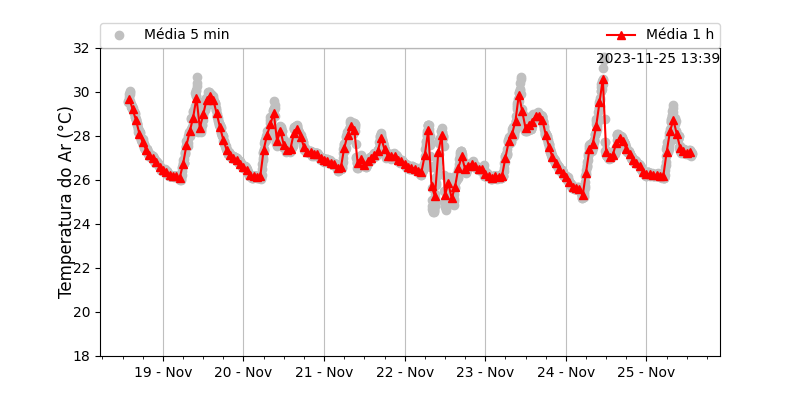 Média 5 min
Média 1 h
2023-11-25 13:39
Temperatura do Ar (°C)
32
30
28
26
24
22
20
18
19 - Nov
20 - Nov
21 - Nov
22 - Nov
23 - Nov
24 - Nov
25 - Nov